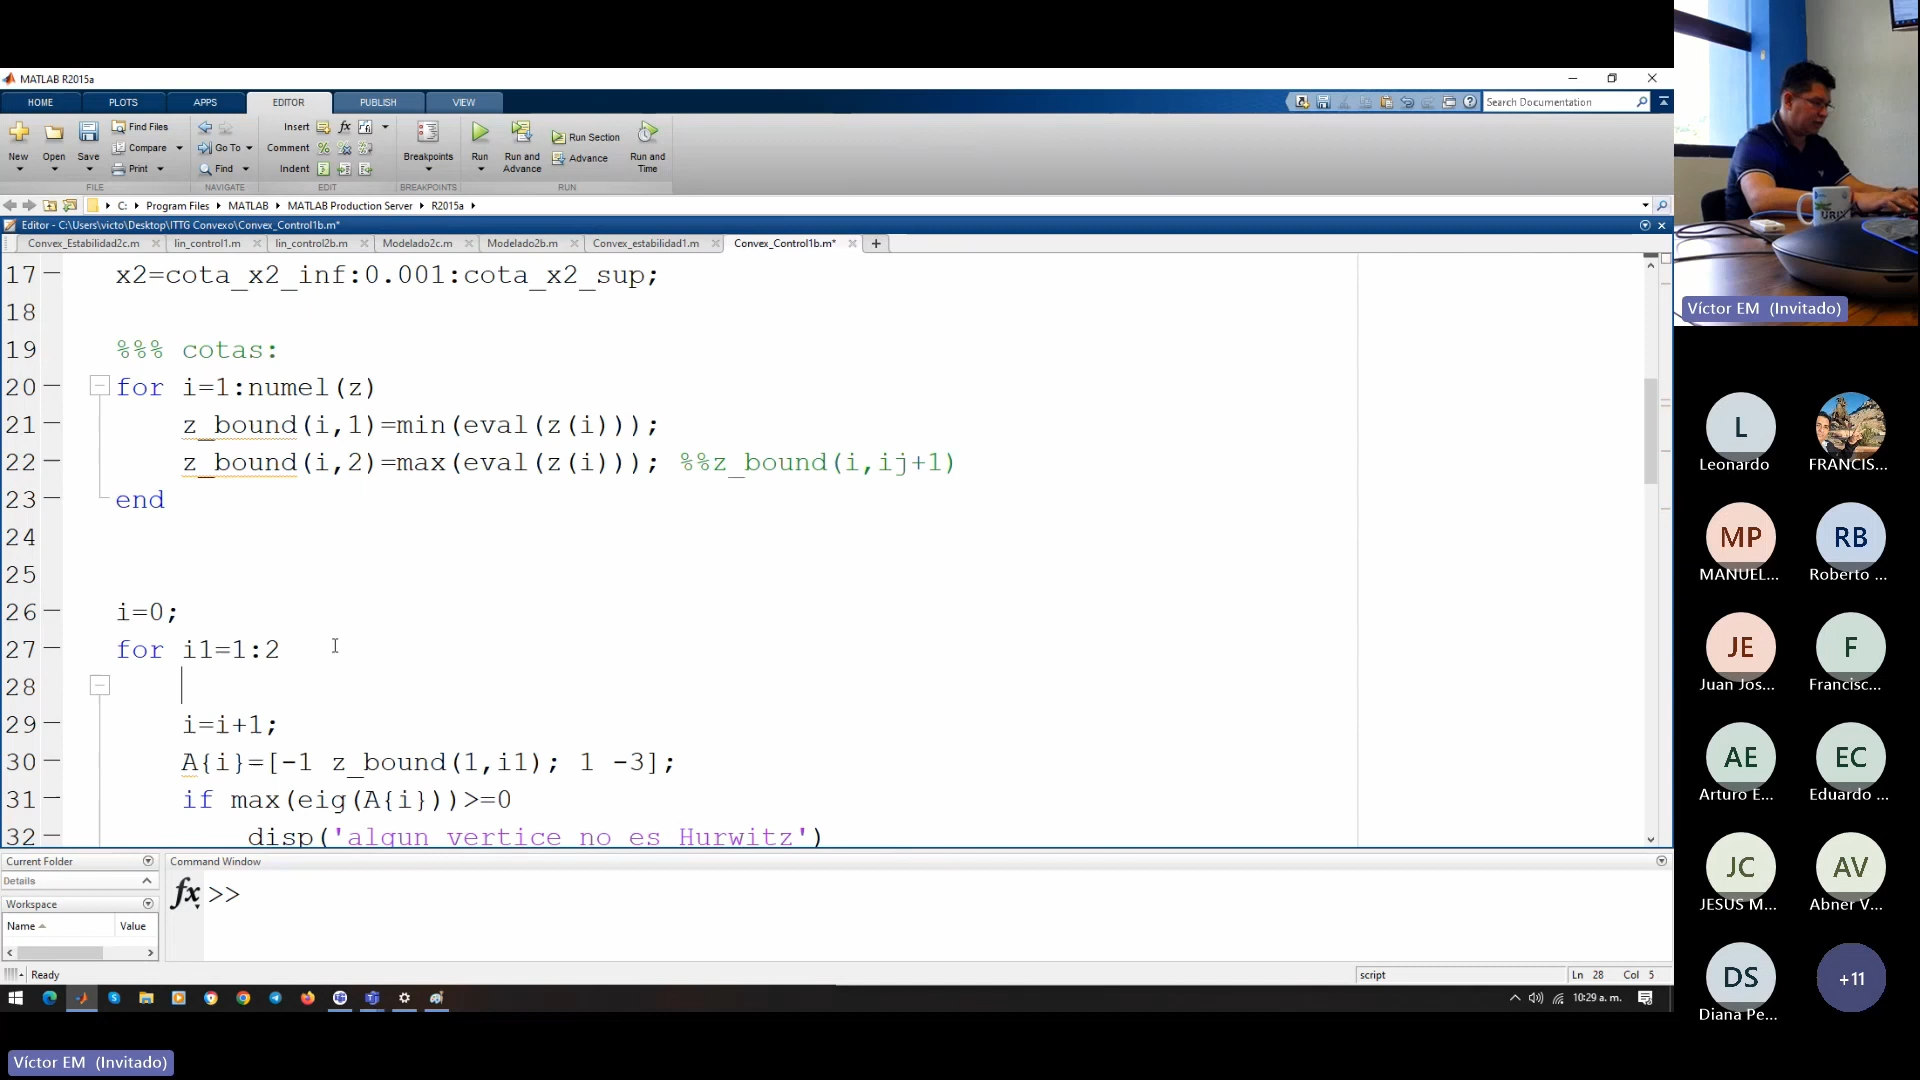 MATLAB R2015a
HOME PLOTS APPS EDITOR PUBLISH VIEW
Search Documentation
New Open Save Find Files Compare Print Go To Find Insert fx Comment Indent Breakpoints Run Run and Advance Run Section Advance Run and Time
FILE NAVIGATE EDIT BREAKPOINTS RUN
C: Program Files MATLAB MATLAB Production Server R2015a
Editor - C:\Users\victo\Desktop\ITTG Convexo\Convex_Control1b.m*
Convex_Estabilidad2c.m lin_control1.m lin_control2b.m Modelado2c.m Modelado2b.m Convex_estabilidad1.m Convex_Control1b.m* +
17 x2=cota_x2_inf:0.001:cota_x2_sup;
18
19 %%% cotas:
20 for i=1:numel(z)
21 z_bound(i,1)=min(eval(z(i)));
22 z_bound(i,2)=max(eval(z(i))); %%z_bound(i,ij+1)
23 end
24
25
26 i=0;
27 for i1=1:2
28
29 i=i+1;
30 A{i}=[-1 z_bound(1,i1); 1 -3];
31 if max(eig(A{i}))>=0
32 disp('algun vertice no es Hurwitz')
Current Folder
Details
Workspace
Name Value
Command Window
fx >>
Ready
script Ln 28 Col 5
10:29 a. m.
Víctor EM (Invitado)
Víctor EM (Invitado)
L
Leonardo FRANCIS...
MP RB
MANUEL... Roberto ...
JE F
Juan Jos... Francisc...
AE EC
Arturo E... Eduardo ...
JC AV
JESUS M... Abner V...
DS +11
Diana Pe...